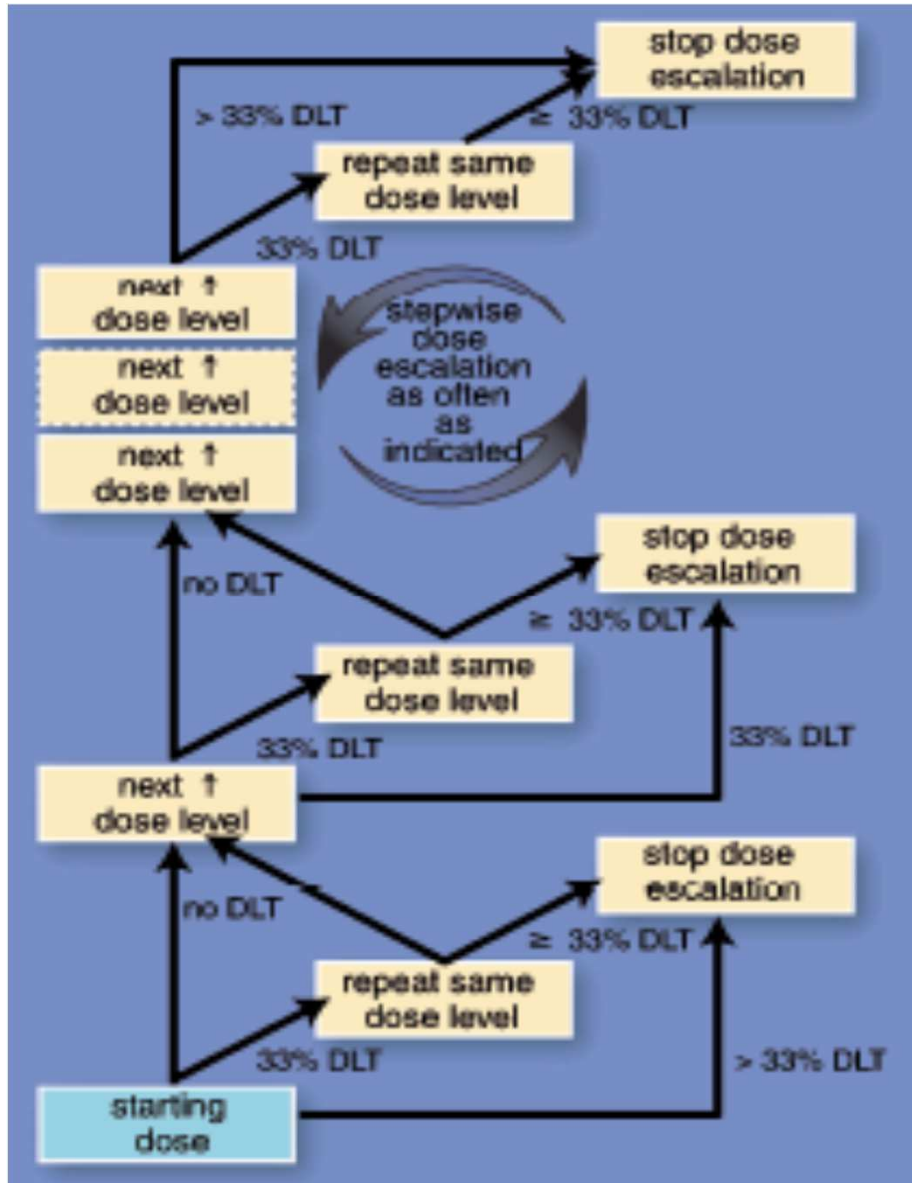 stop dose
escalation
> 33% DLT
≥ 33% DLT
repeat same
dose level
33% DLT
next ↑
dose level
next ↑
dose level
next ↑
dose level
stepwise
dose
escalation
as often
as
indicated
stop dose
escalation
no DLT
≥ 33% DLT
repeat same
dose level
33% DLT
33% DLT
next ↑
dose level
stop dose
escalation
no DLT
≥ 33% DLT
repeat same
dose level
33% DLT
> 33% DLT
starting
dose